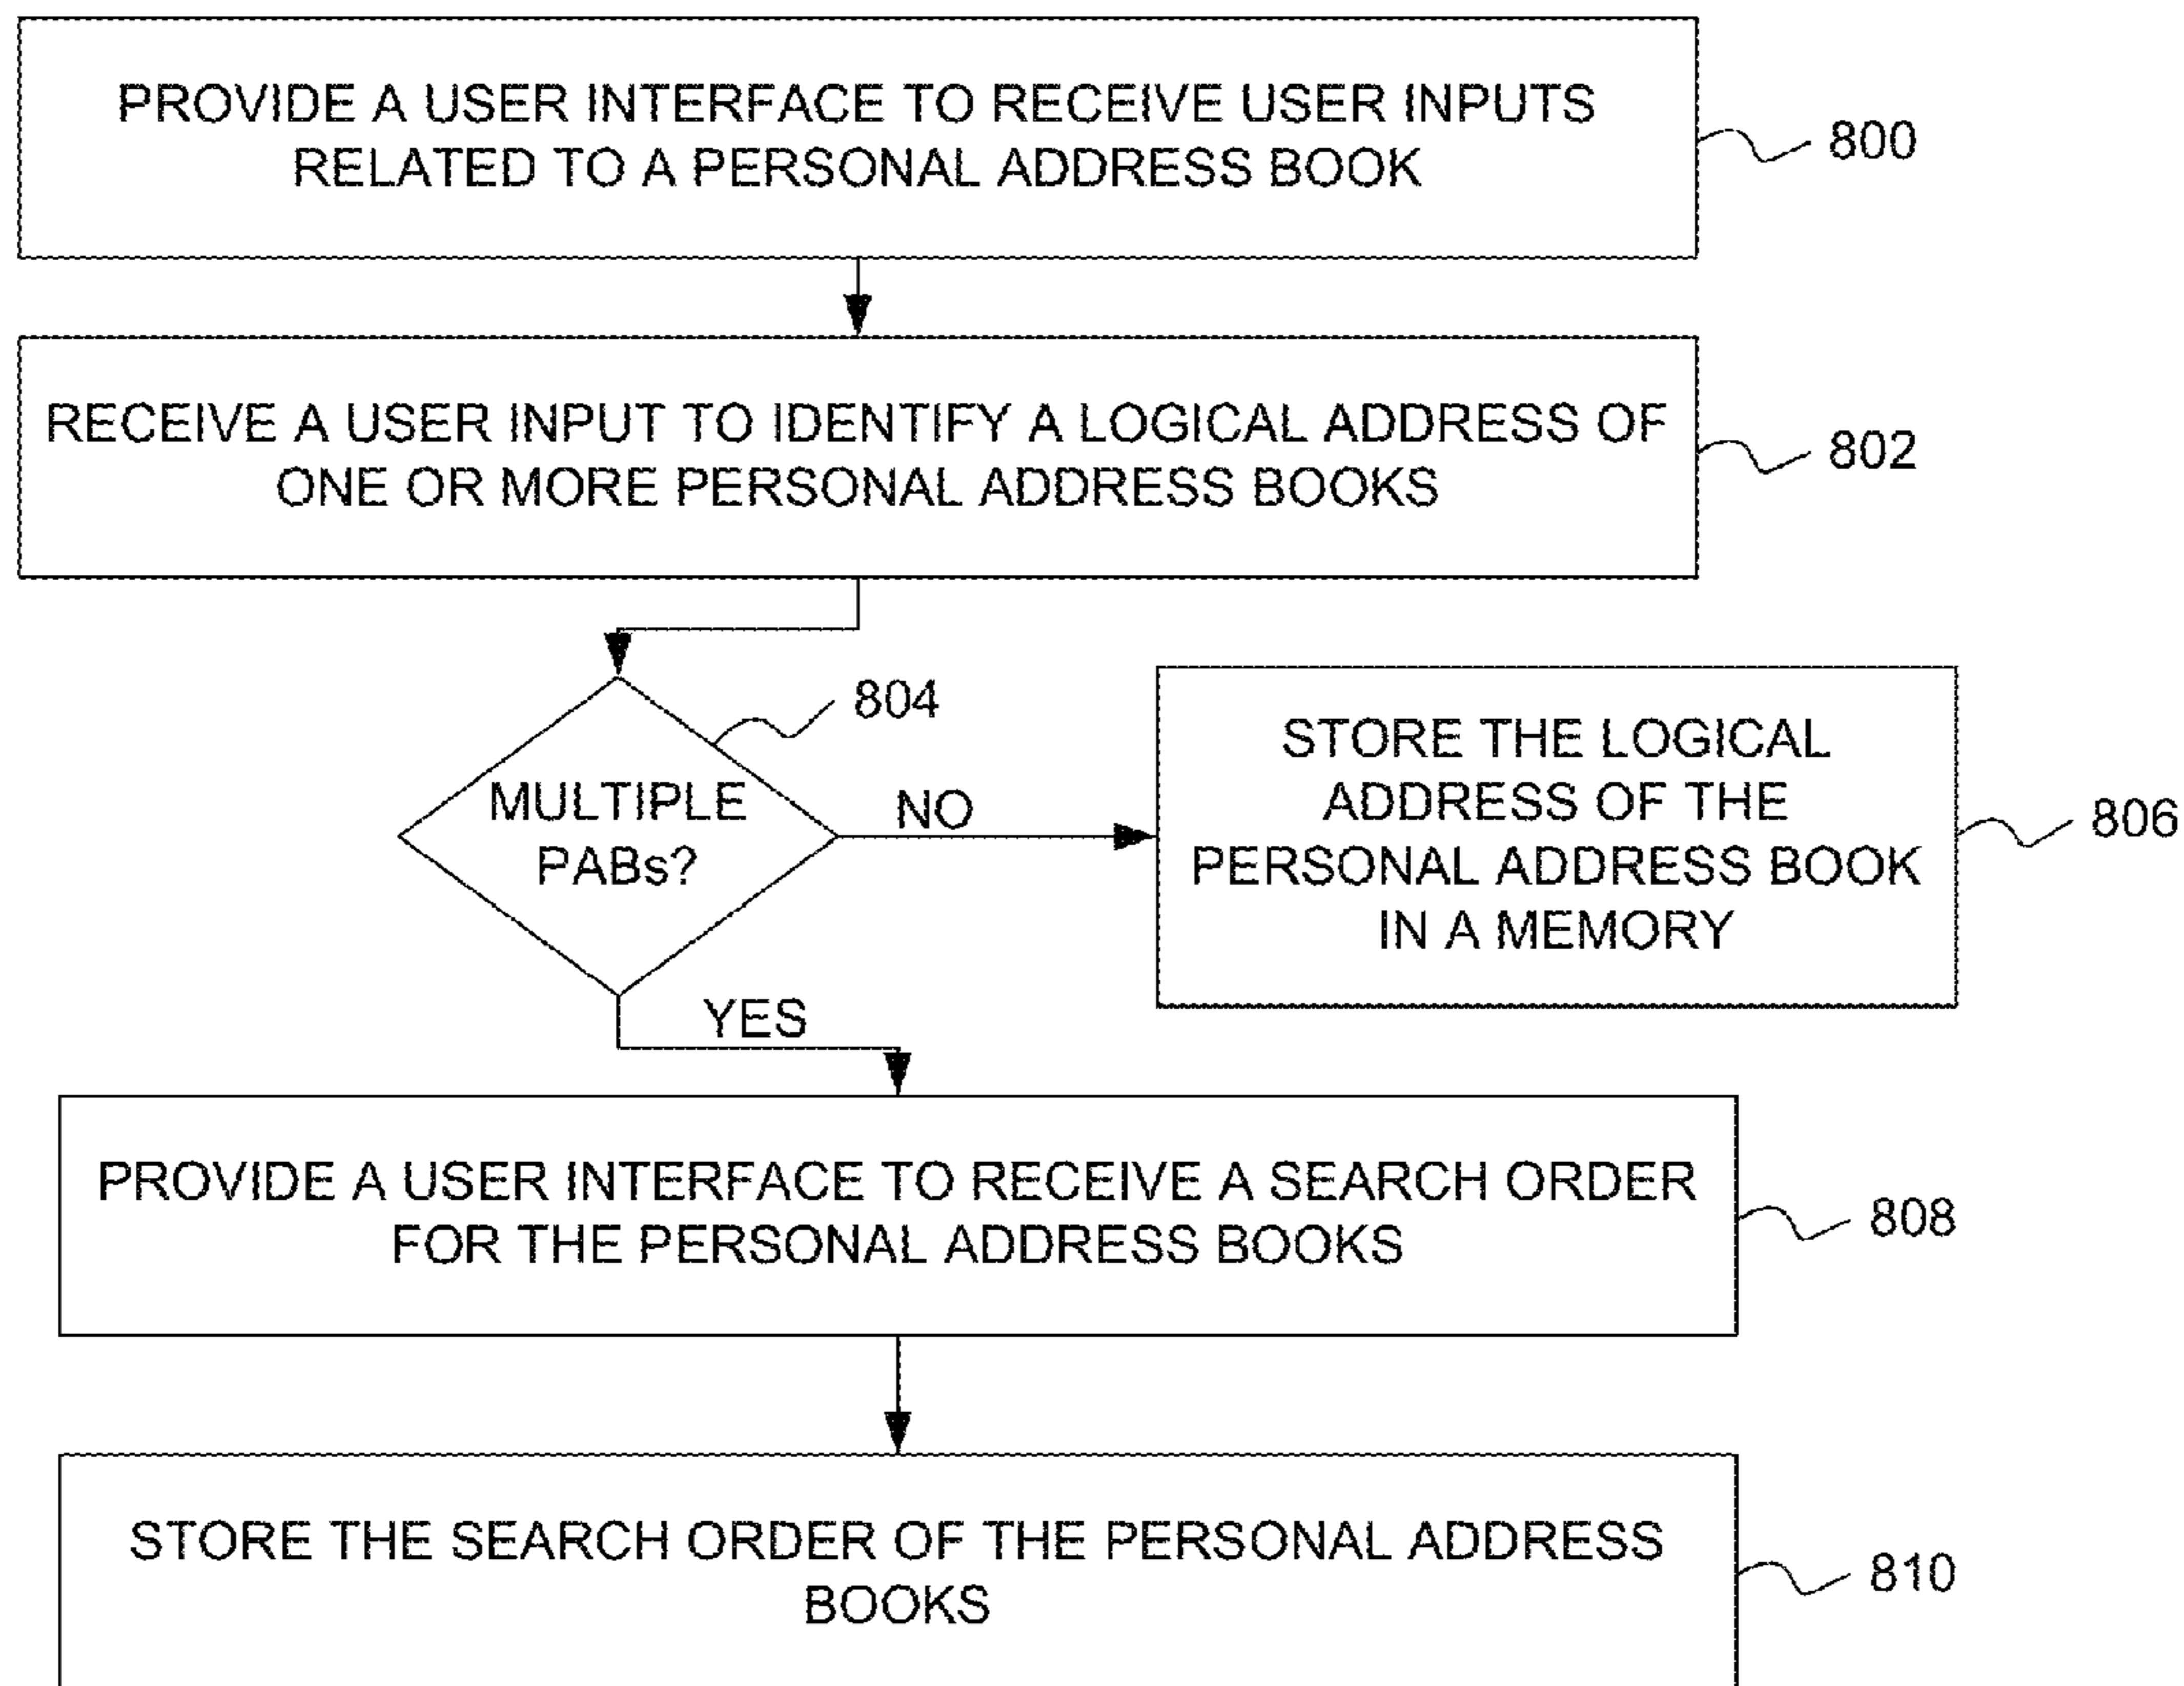 PROVIDE A USER INTERFACE TO RECEIVE USER INPUTS
RELATED TO A PERSONAL ADDRESS BOOK
800
RECEIVE A USER INPUT TO IDENTIFY A LOGICAL ADDRESS OF
ONE OR MORE PERSONAL ADDRESS BOOKS
802
804
MULTIPLE
PABs?
NO
STORE THE LOGICAL
ADDRESS OF THE
PERSONAL ADDRESS BOOK
IN A MEMORY
806
YES
PROVIDE A USER INTERFACE TO RECEIVE A SEARCH ORDER
FOR THE PERSONAL ADDRESS BOOKS
808
STORE THE SEARCH ORDER OF THE PERSONAL ADDRESS
BOOKS
810